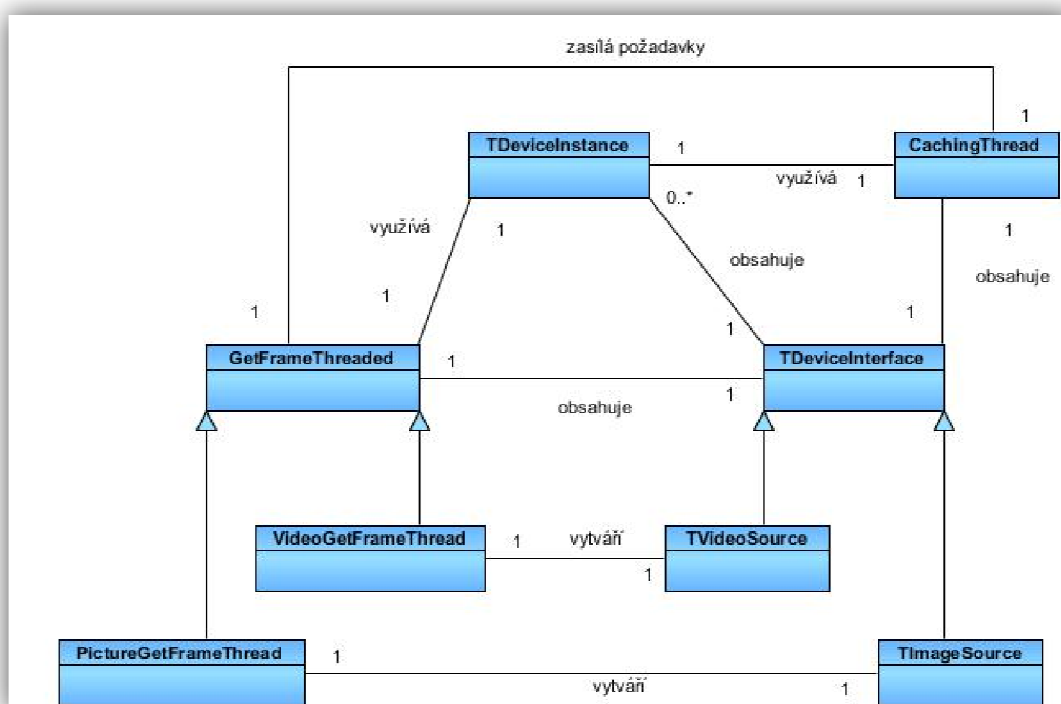 zasílá požadavky
1
TDeviceInstance
1
CachingThread
využívá
1
0..*
využívá
1
1
obsahuje
obsahuje
1
1
1
1
GetFrameThreaded
1
TDeviceInterface
1
obsahuje
VideoGetFrameThread
1
vytváří
TVideoSource
1
PictureGetFrameThread
1
TImageSource
vytváří
1